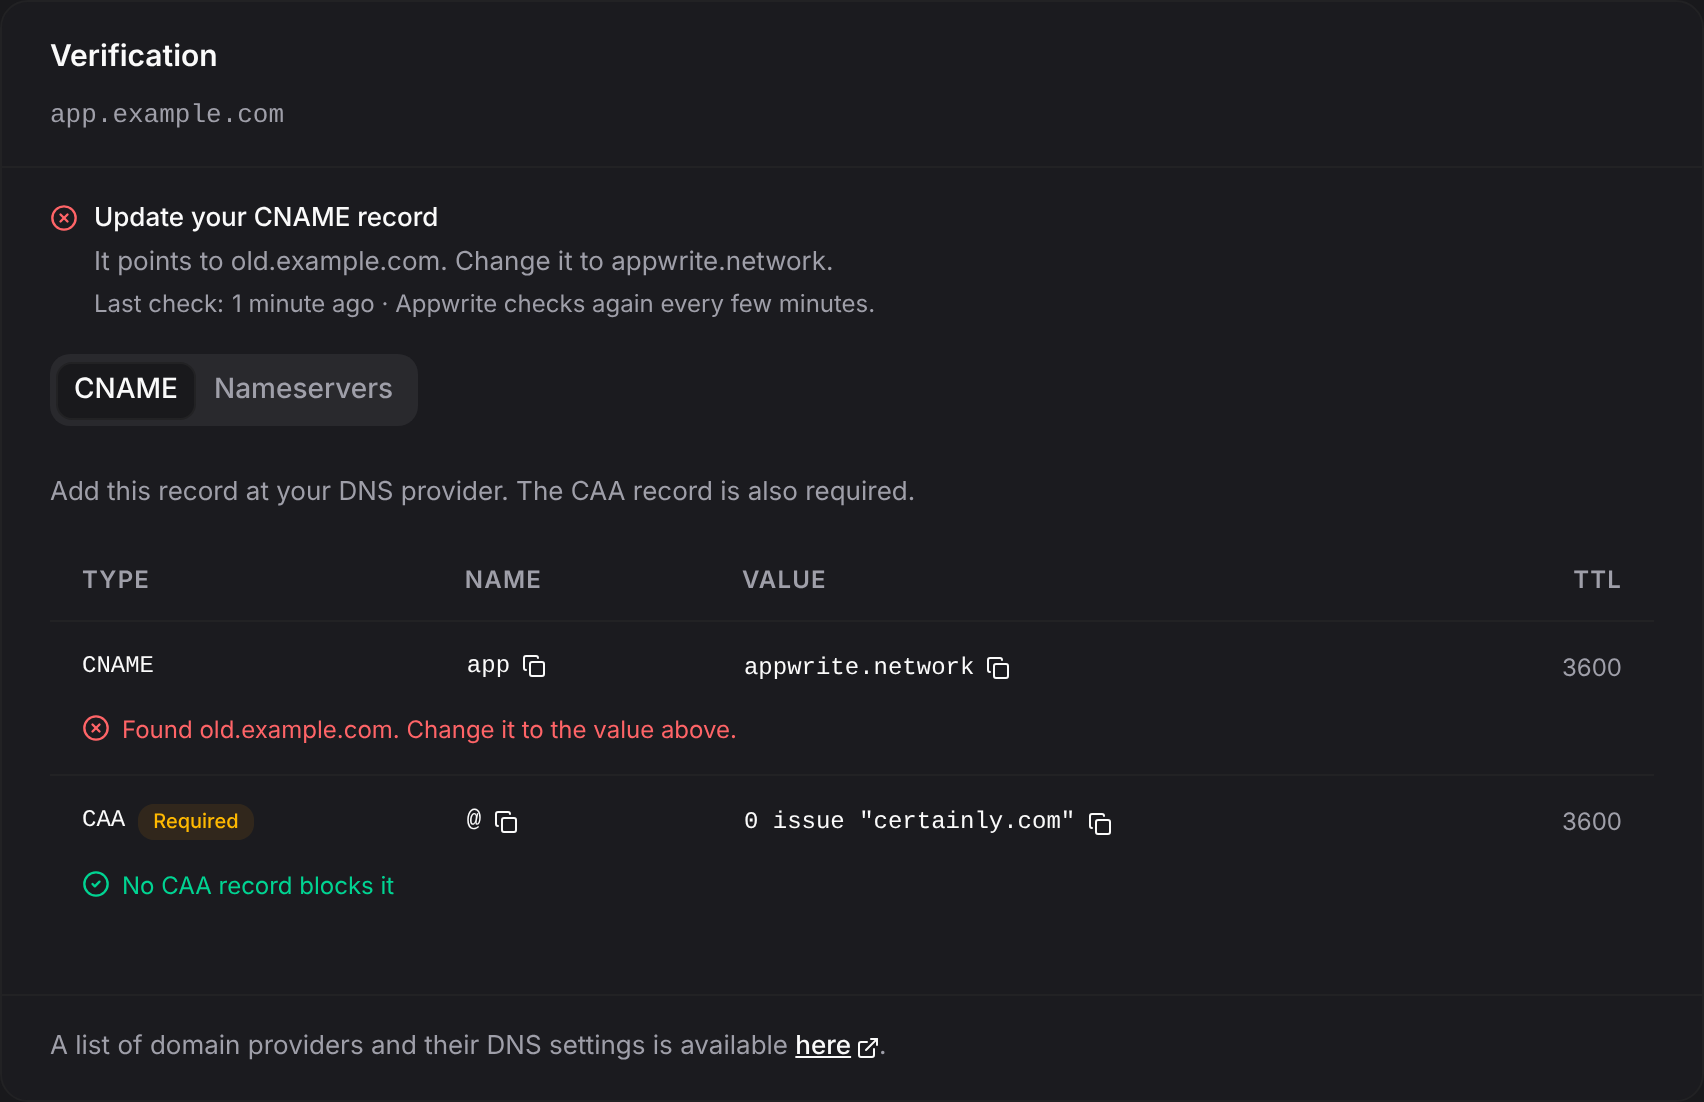 Verification
app.example.com
Update your CNAME record
It points to old.example.com. Change it to appwrite.network.
Last check: 1 minute ago · Appwrite checks again every few minutes.
CNAME Nameservers
Add this record at your DNS provider. The CAA record is also required.
TYPE NAME VALUE TTL
CNAME app appwrite.network 3600
Found old.example.com. Change it to the value above.
CAA Required @ 0 issue "certainly.com" 3600
No CAA record blocks it
A list of domain providers and their DNS settings is available here.